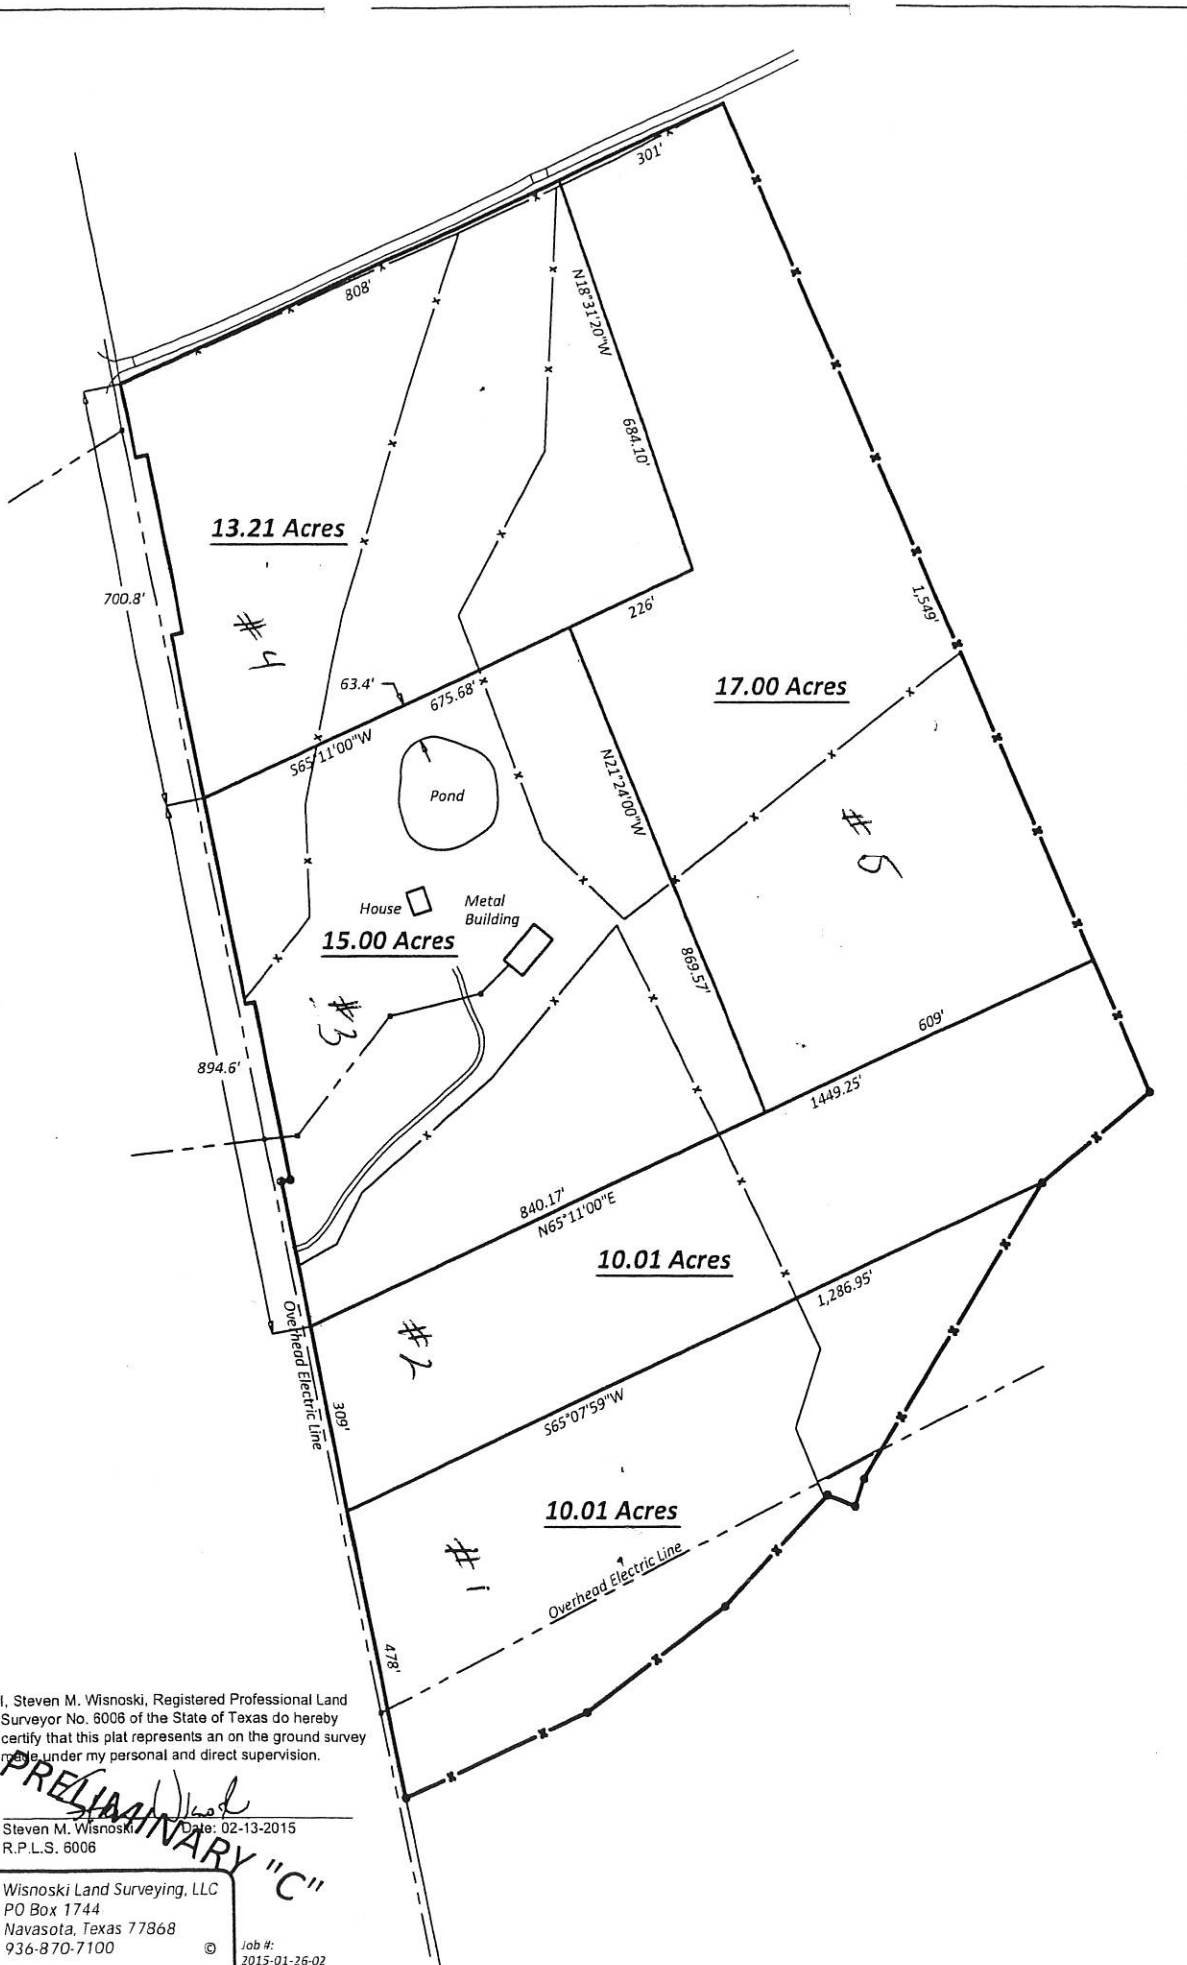 301'
808'
N18°31'20"W
684.10'
13.21 Acres
700.8'
#4
226'
1,549'
63.4'
675.68'
S65°11'00"W
17.00 Acres
N21°24'00"W
Pond
#5
House
Metal
Building
15.00 Acres
869.57'
#3
609'
894.6'
1449.25'
840.17'
N65°11'00"E
10.01 Acres
1,286.95'
Overhead Electric Line
#2
309'
S65°07'59"W
10.01 Acres
#1
Overhead Electric Line
478'
I, Steven M. Wisnoski, Registered Professional Land
Surveyor No. 6006 of the State of Texas do hereby
certify that this plat represents an on the ground survey
made under my personal and direct supervision.
PRELIMINARY "C"
Steven M. Wisnoski Date: 02-13-2015
R.P.L.S. 6006
Wisnoski Land Surveying, LLC
PO Box 1744
Navasota, Texas 77868
936-870-7100 ©
Job #:
2015-01-26-02